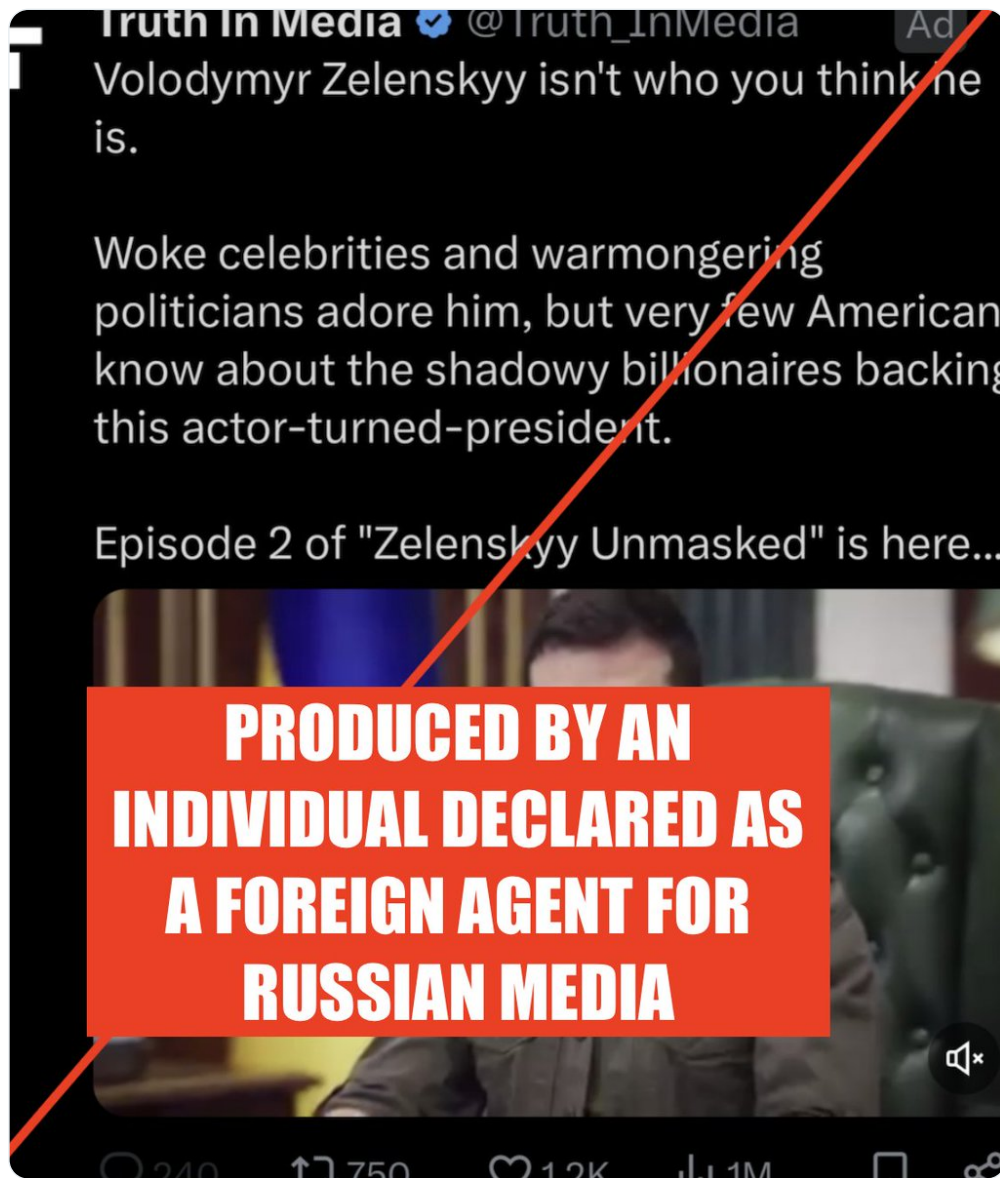 Truth In Media @Truth_InMedia Ad
Volodymyr Zelenskyy isn't who you think he
is.
Woke celebrities and warmongering
politicians adore him, but very few American
know about the shadowy billionaires backing
this actor-turned-president.
Episode 2 of "Zelenskyy Unmasked" is here...
PRODUCED BY AN
INDIVIDUAL DECLARED AS
A FOREIGN AGENT FOR
RUSSIAN MEDIA
240 750 1.2K 1M